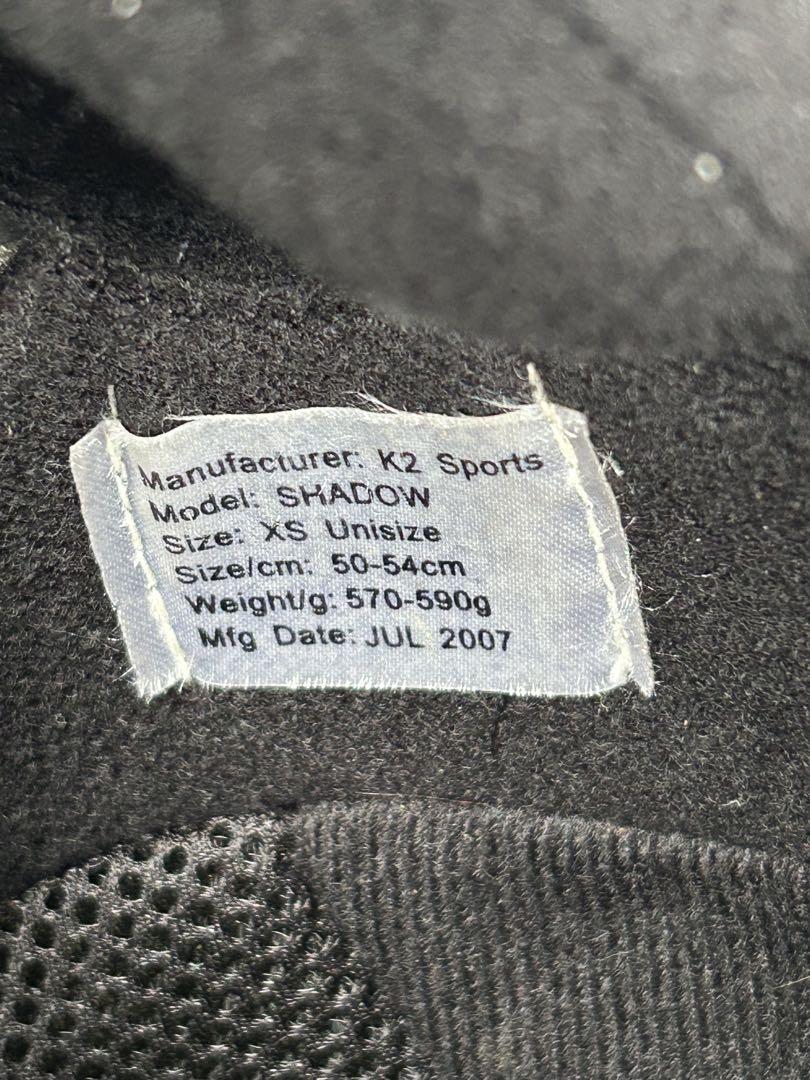 Manufacturer: K2 Sports
Model: SHADOW
Size: XS Unisize
Size/cm: 50-54cm
Weight/g: 570-590g
Mfg Date: JUL 2007